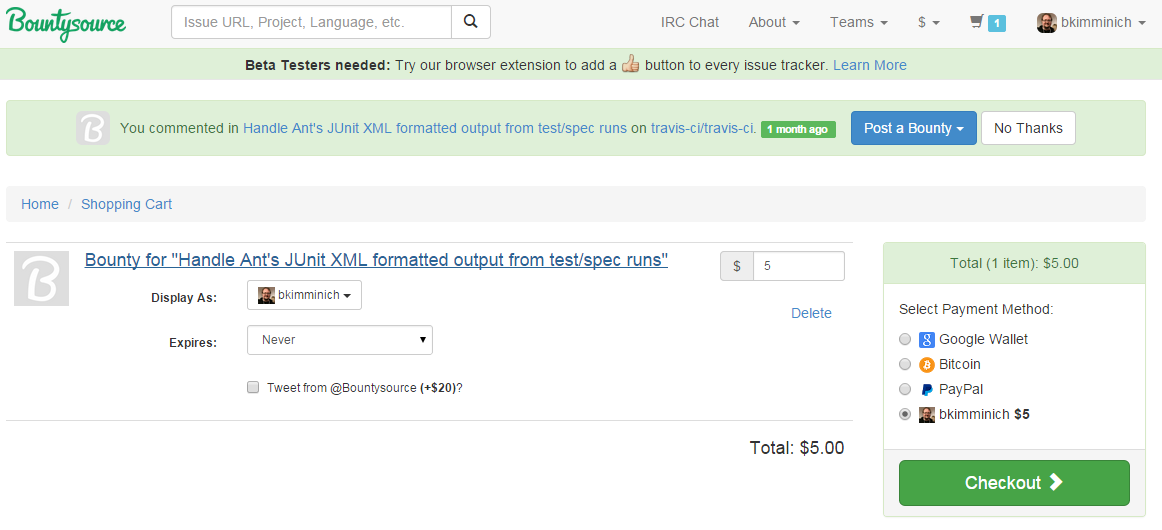 Bountysource
Issue URL, Project, Language, etc.
IRC Chat
About
Teams
$
1
bkimminich
Beta Testers needed: Try our browser extension to add a button to every issue tracker. Learn More
You commented in Handle Ant's JUnit XML formatted output from test/spec runs on travis-ci/travis-ci. 1 month ago
Post a Bounty
No Thanks
Home / Shopping Cart
Bounty for "Handle Ant's JUnit XML formatted output from test/spec runs"
$ 5
Display As: bkimminich
Delete
Expires: Never
Tweet from @Bountysource (+$20)?
Total: $5.00
Total (1 item): $5.00
Select Payment Method:
Google Wallet
Bitcoin
PayPal
bkimminich $5
Checkout